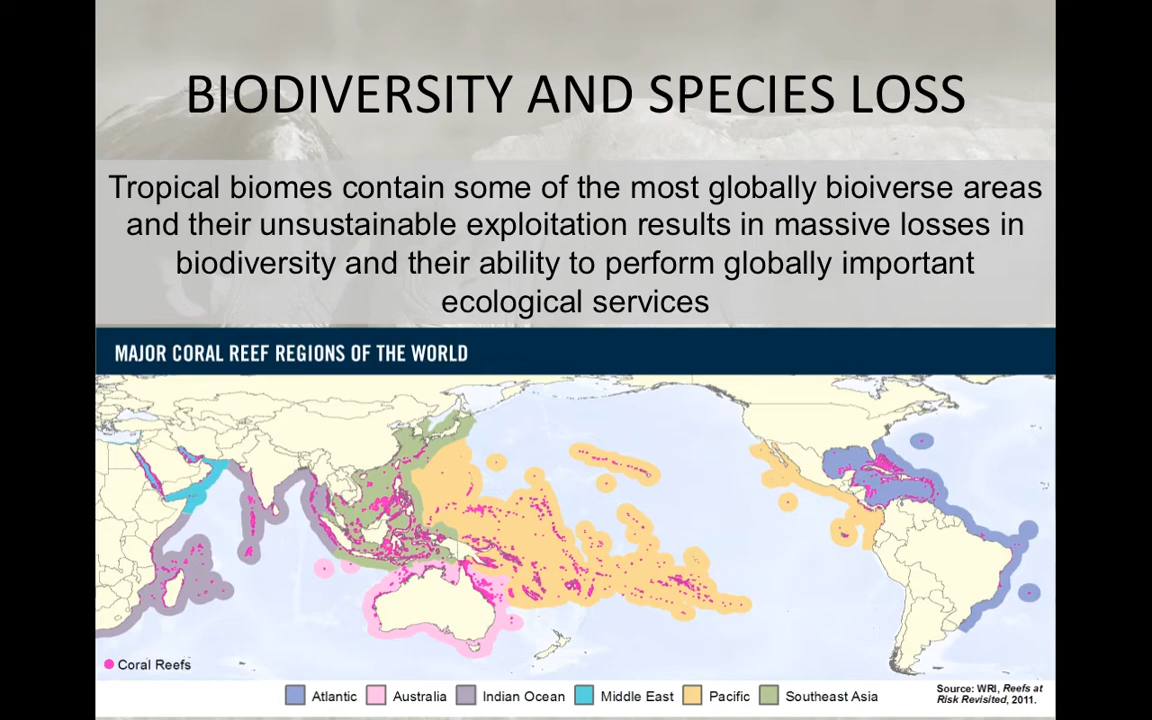 BIODIVERSITY AND SPECIES LOSS
Tropical biomes contain some of the most globally bioiverse areas
and their unsustainable exploitation results in massive losses in
biodiversity and their ability to perform globally important
ecological services
MAJOR CORAL REEF REGIONS OF THE WORLD
Coral Reefs
Atlantic Australia Indian Ocean Middle East Pacific Southeast Asia
Source: WRI, Reefs at
Risk Revisited, 2011.